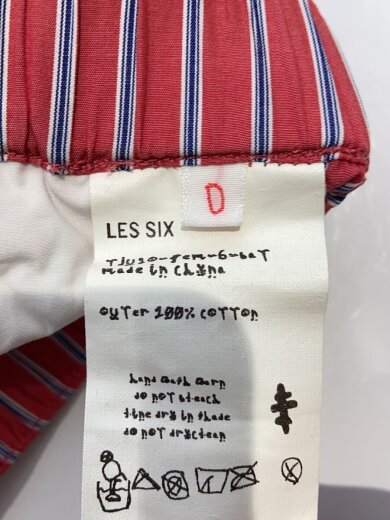 D
LES SIX
made in China
outer 100% cotton
hand wash warm
do not bleach
line dry in shade
do not dryclean